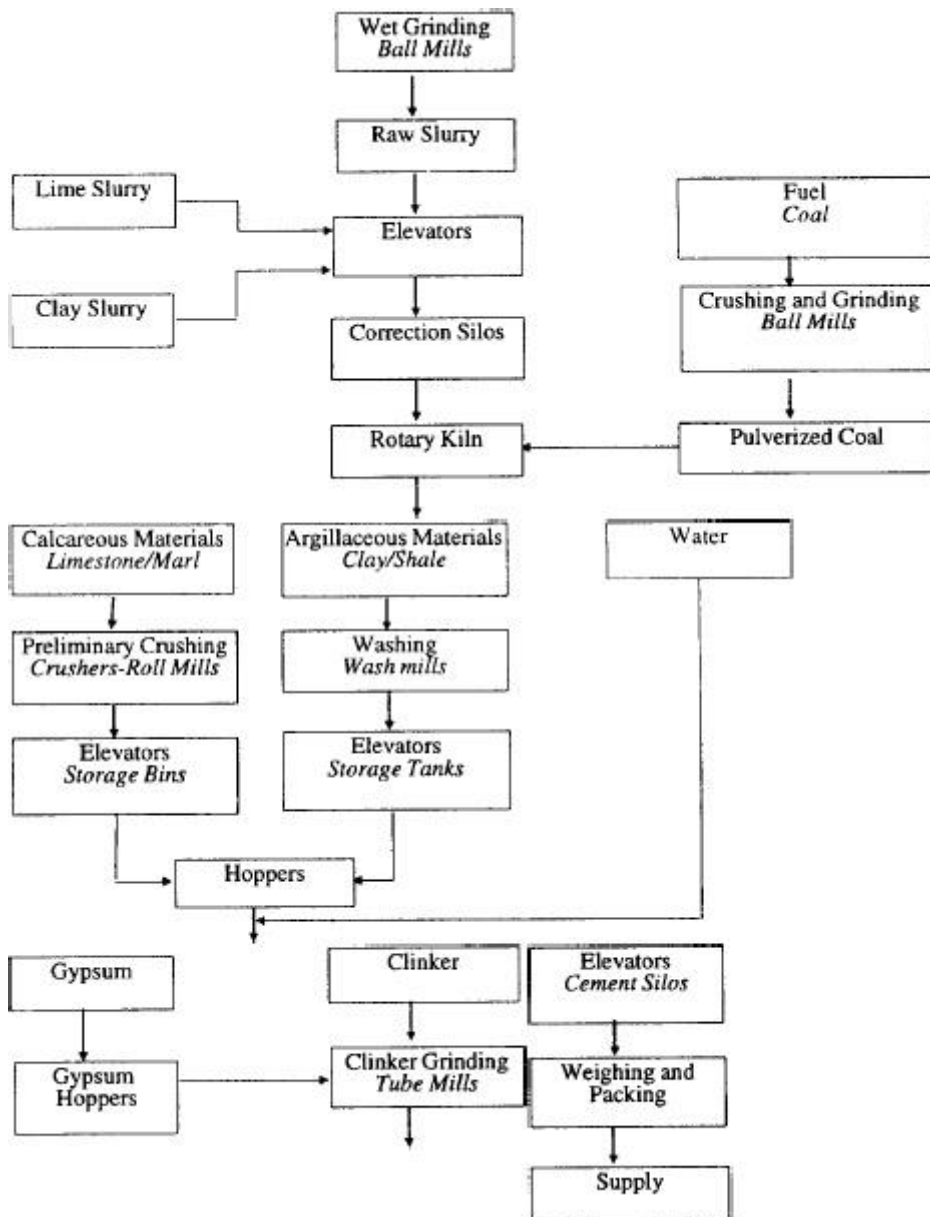 Wet Grinding
Ball Mills
Raw Slurry
Lime Slurry
Fuel
Coal
Elevators
Clay Slurry
Crushing and Grinding
Ball Mills
Correction Silos
Rotary Kiln
Pulverized Coal
Calcareous Materials
Limestone/Marl
Argillaceous Materials
Clay/Shale
Water
Preliminary Crushing
Crushers-Roll Mills
Washing
Wash mills
Elevators
Storage Bins
Elevators
Storage Tanks
Hoppers
Gypsum
Clinker
Elevators
Cement Silos
Gypsum
Hoppers
Clinker Grinding
Tube Mills
Weighing and
Packing
Supply